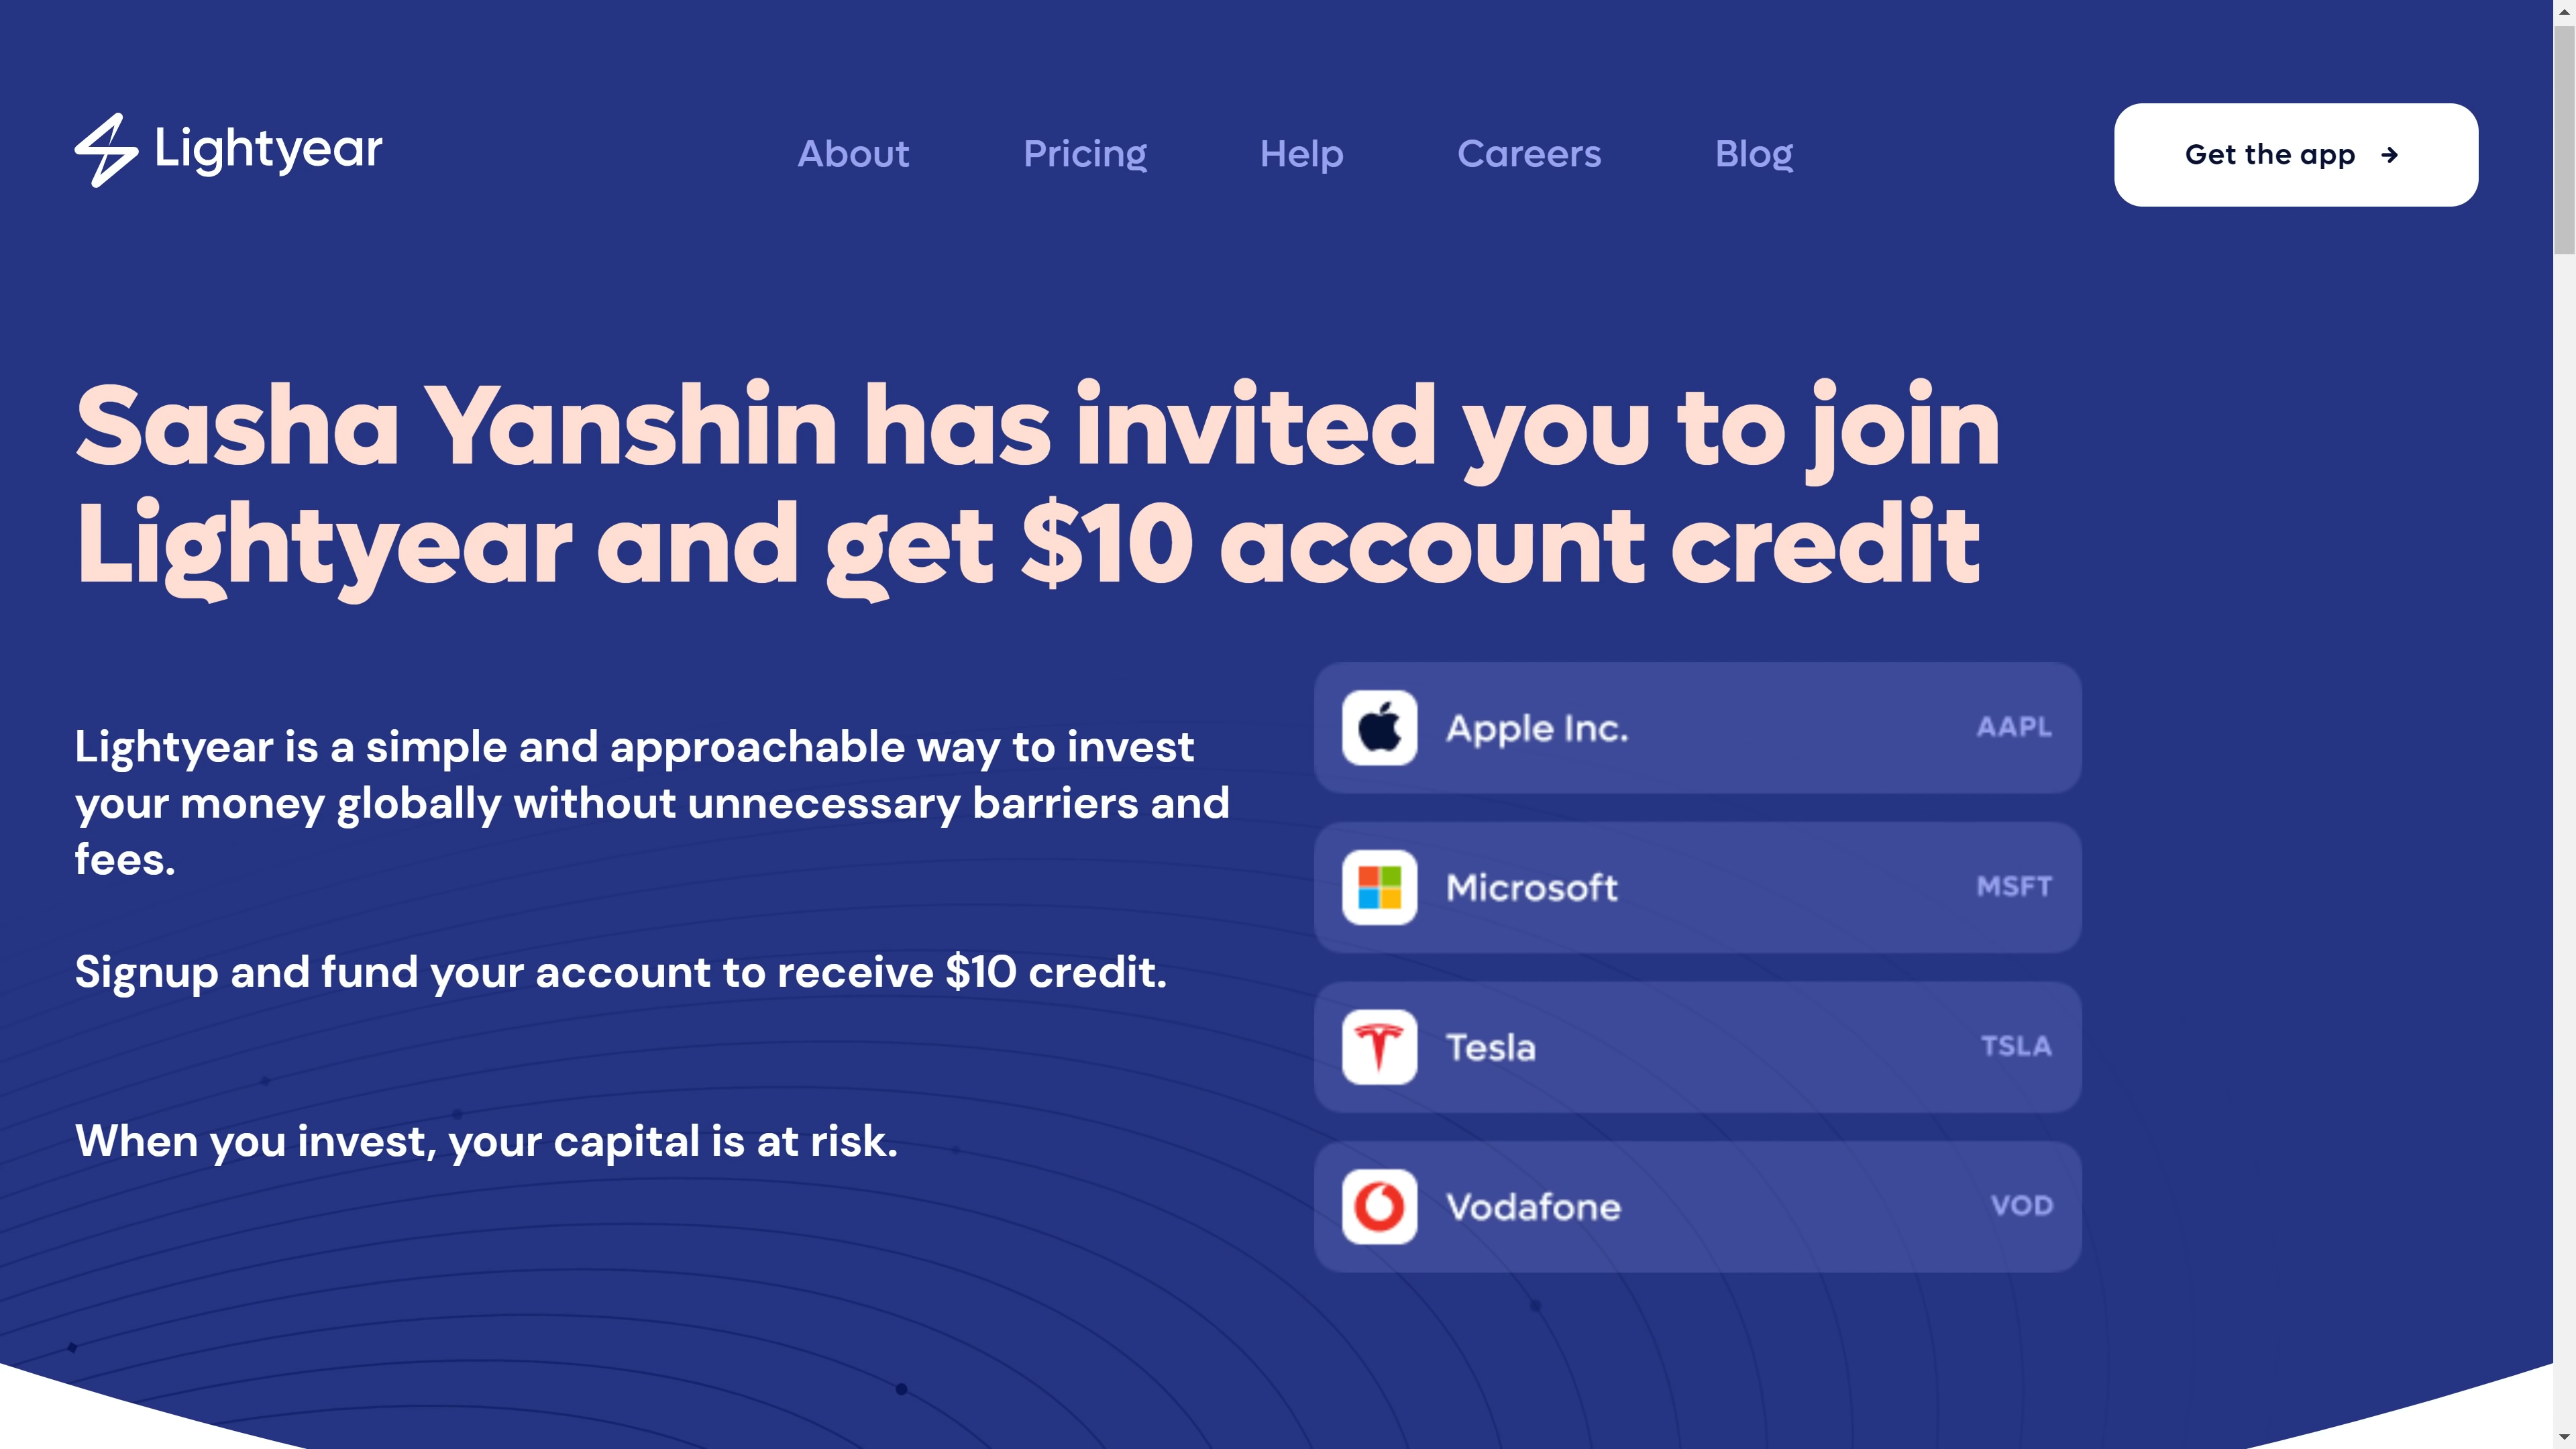 Lightyear
About Pricing Help Careers Blog
Get the app →
Sasha Yanshin has invited you to join
Lightyear and get $10 account credit
Lightyear is a simple and approachable way to invest
your money globally without unnecessary barriers and
fees.
Signup and fund your account to receive $10 credit.
When you invest, your capital is at risk.
Apple Inc. AAPL
Microsoft MSFT
Tesla TSLA
Vodafone VOD